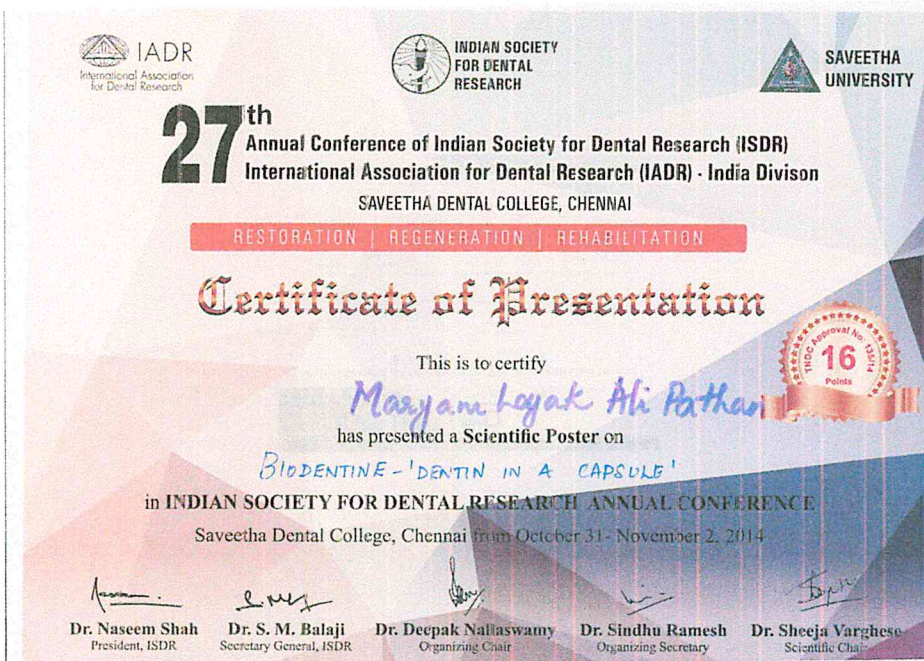 IADR
International Association
for Dental Research
INDIAN SOCIETY
FOR DENTAL
RESEARCH
SAVEETHA
UNIVERSITY
27th
Annual Conference of Indian Society for Dental Research (ISDR)
International Association for Dental Research (IADR) - India Divison
SAVEETHA DENTAL COLLEGE, CHENNAI
RESTORATION | REGENERATION | REHABILITATION
Certificate of Presentation
TNDC Approval No: 135/14
16
Points
This is to certify
Maryam Layak Ali Pathan
has presented a Scientific Poster on
BIODENTINE - 'DENTIN IN A CAPSULE'
in INDIAN SOCIETY FOR DENTAL RESEARCH ANNUAL CONFERENCE
Saveetha Dental College, Chennai from October 31- November 2, 2014
Dr. Naseem Shah
President, ISDR
Dr. S. M. Balaji
Secretary General, ISDR
Dr. Deepak Nallaswamy
Organizing Chair
Dr. Sindhu Ramesh
Organizing Secretary
Dr. Sheeja Varghese
Scientific Chair